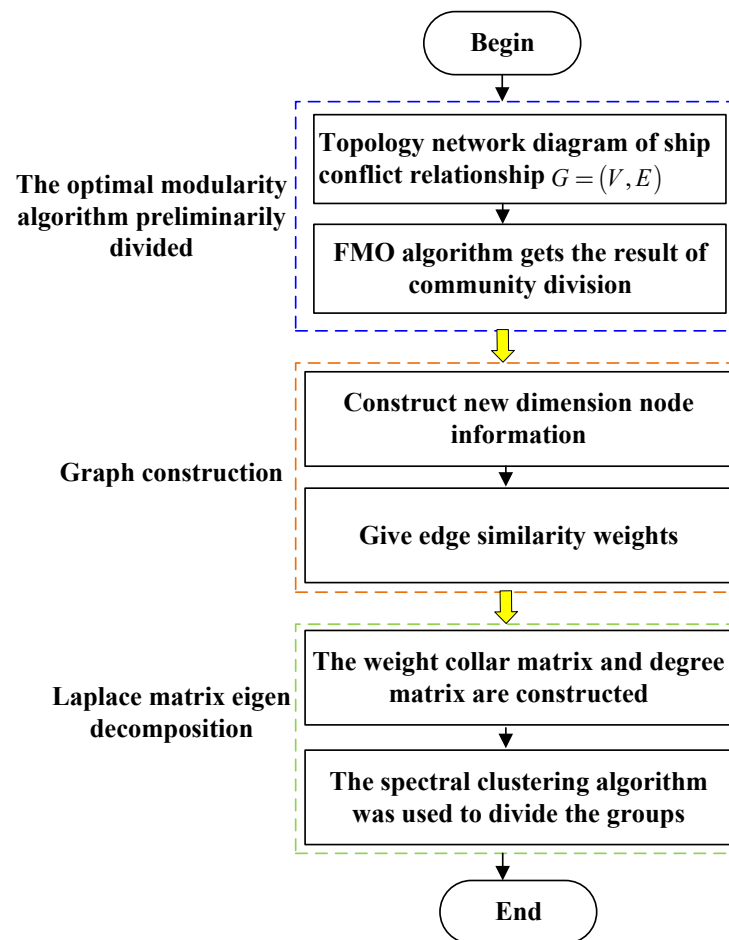 Begin
The optimal modularity
algorithm preliminarily
divided
Topology network diagram of ship
conflict relationship G = (V, E)
FMO algorithm gets the result of
community division
Graph construction
Construct new dimension node
information
Give edge similarity weights
Laplace matrix eigen
decomposition
The weight collar matrix and degree
matrix are constructed
The spectral clustering algorithm
was used to divide the groups
End